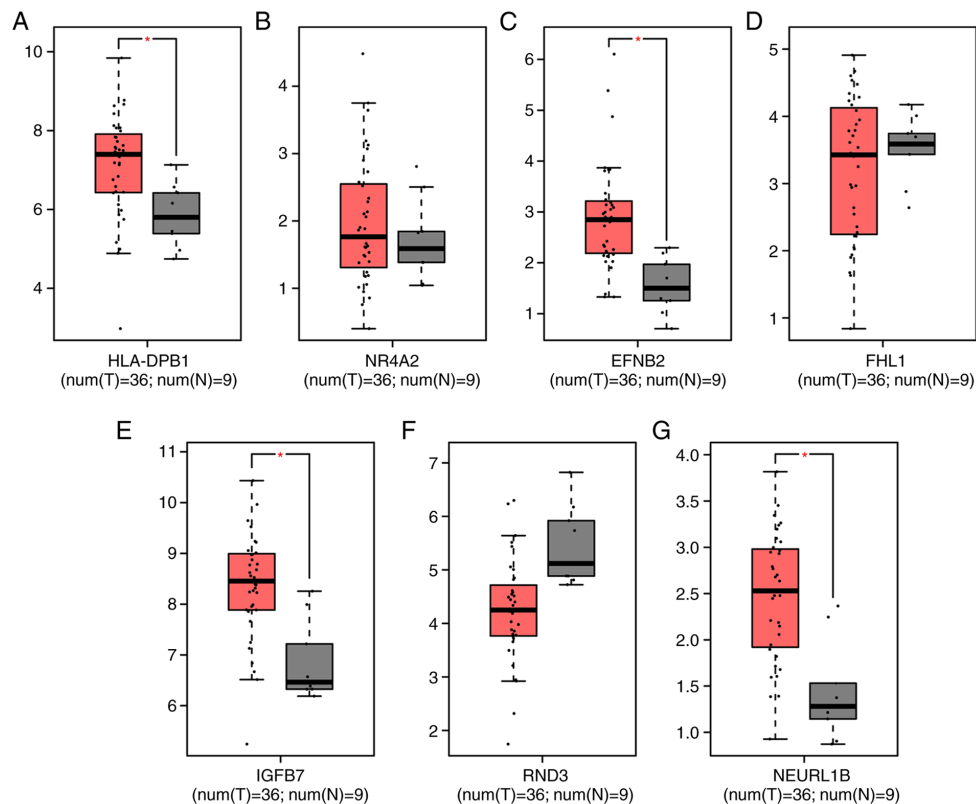 A
10
8
6
4
*
HLA-DPB1
(num(T)=36; num(N)=9)
B
4
3
2
1
NR4A2
(num(T)=36; num(N)=9)
C
6
5
4
3
2
1
*
EFNB2
(num(T)=36; num(N)=9)
D
5
4
3
2
1
FHL1
(num(T)=36; num(N)=9)
E
11
10
9
8
7
6
*
IGFB7
(num(T)=36; num(N)=9)
F
7
6
5
4
3
2
RND3
(num(T)=36; num(N)=9)
G
4.0
3.5
3.0
2.5
2.0
1.5
1.0
*
NEURL1B
(num(T)=36; num(N)=9)